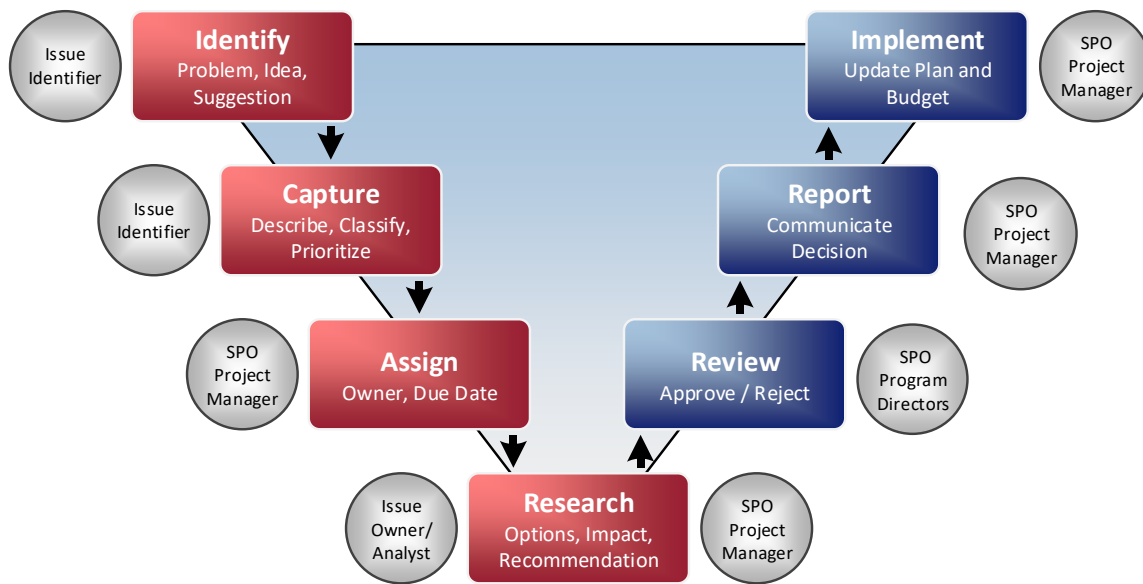 Issue
Identifier
Identify
Problem, Idea,
Suggestion
Implement
Update Plan and
Budget
SPO
Project
Manager
Issue
Identifier
Capture
Describe, Classify,
Prioritize
Report
Communicate
Decision
SPO
Project
Manager
SPO
Project
Manager
Assign
Owner, Due Date
Review
Approve / Reject
SPO
Program
Directors
Issue
Owner/
Analyst
Research
Options, Impact,
Recommendation
SPO
Project
Manager